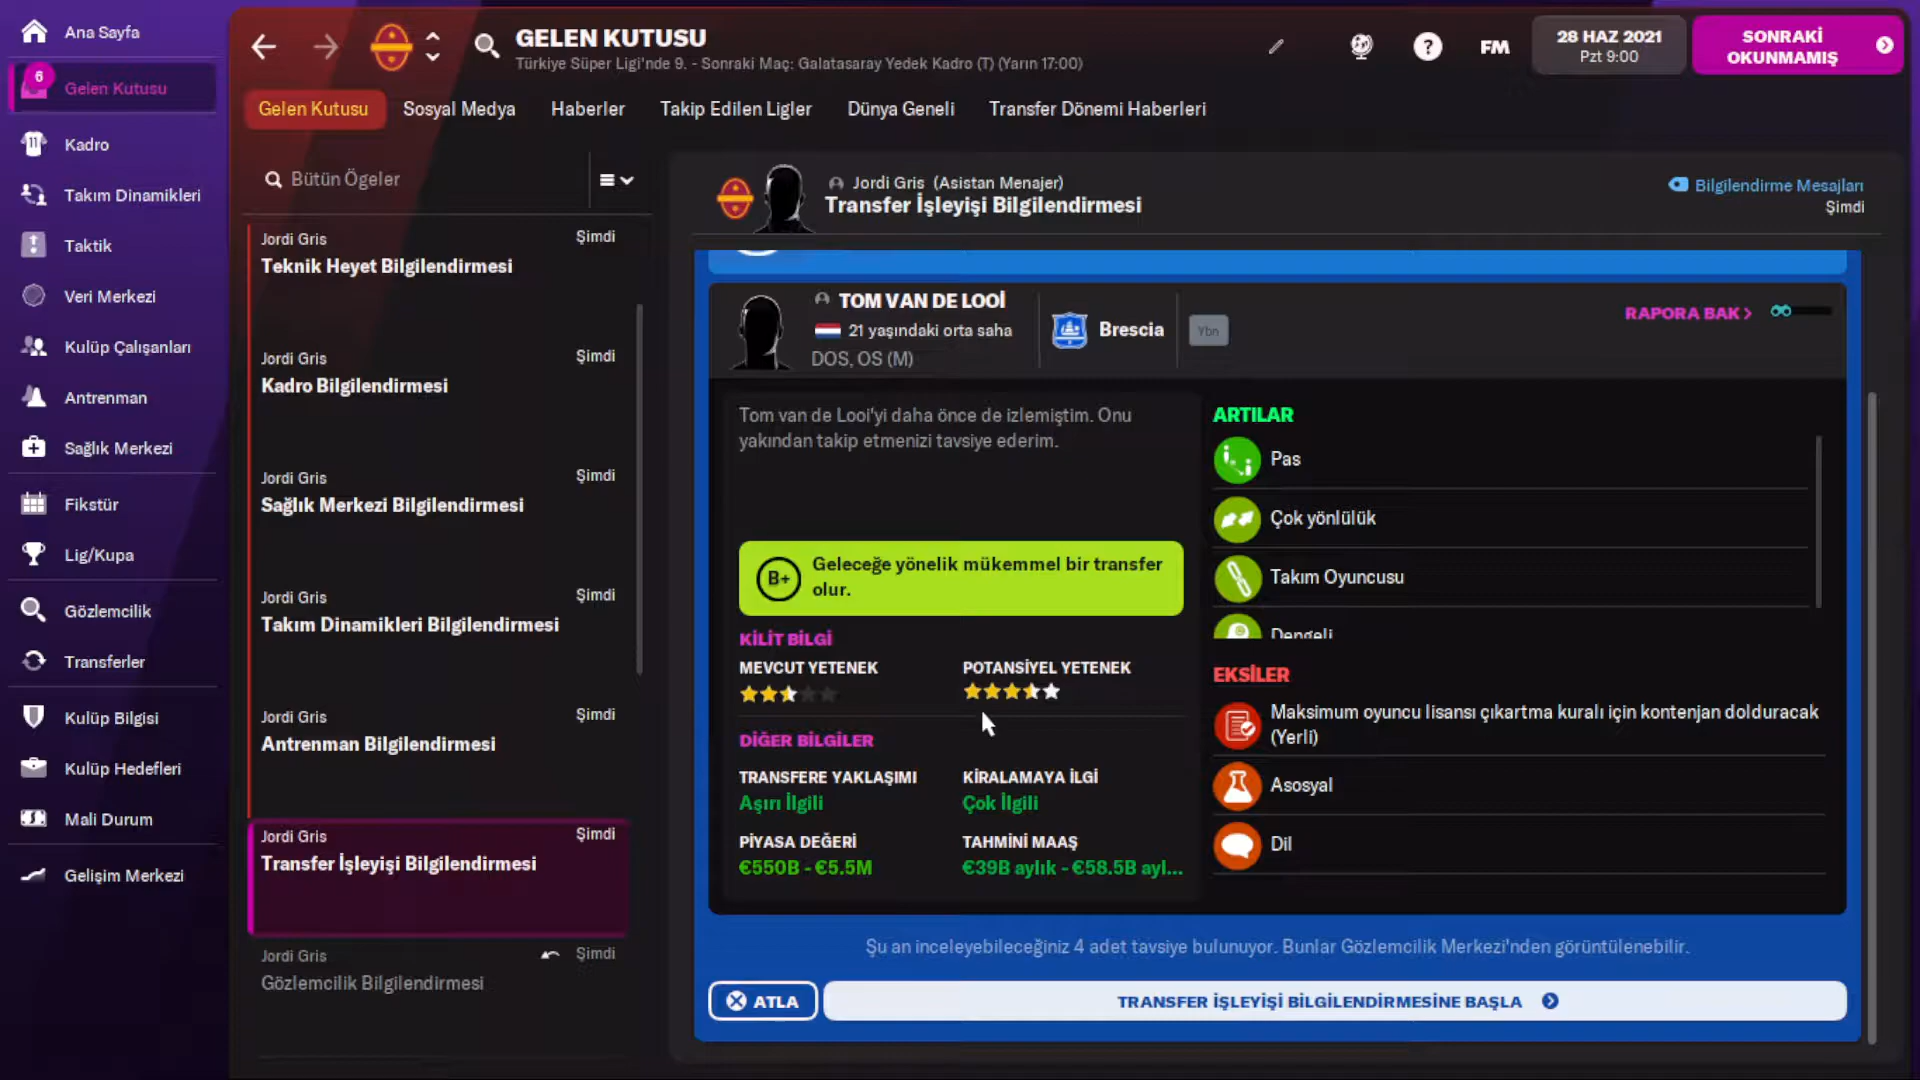 Ana Sayfa
6
Gelen Kutusu
Kadro
Takım Dinamikleri
Taktik
Veri Merkezi
Kulüp Çalışanları
Antrenman
Sağlık Merkezi
Fikstür
Lig/Kupa
Gözlemcilik
Transferler
Kulüp Bilgisi
Kulüp Hedefleri
Mali Durum
Gelişim Merkezi
GELEN KUTUSU
Türkiye Süper Ligi'nde 9. - Sonraki Maç: Galatasaray Yedek Kadro (T) (Yarın 17:00)
?
FM
28 HAZ 2021
Pzt 9:00
SONRAKİ
OKUNMAMIŞ
Gelen Kutusu Sosyal Medya Haberler Takip Edilen Ligler Dünya Geneli Transfer Dönemi Haberleri
Bütün Ögeler
Jordi Gris Şimdi
Teknik Heyet Bilgilendirmesi
Jordi Gris Şimdi
Kadro Bilgilendirmesi
Jordi Gris Şimdi
Sağlık Merkezi Bilgilendirmesi
Jordi Gris Şimdi
Takım Dinamikleri Bilgilendirmesi
Jordi Gris Şimdi
Antrenman Bilgilendirmesi
Jordi Gris Şimdi
Transfer İşleyişi Bilgilendirmesi
Jordi Gris Şimdi
Gözlemcilik Bilgilendirmesi
Jordi Gris (Asistan Menajer)
Transfer İşleyişi Bilgilendirmesi
Bilgilendirme Mesajları
Şimdi
TOM VAN DE LOOİ
21 yaşındaki orta saha
DOS, OS (M)
Brescia
Ybn
RAPORA BAK
Tom van de Looi'yi daha önce de izlemiştim. Onu
yakından takip etmenizi tavsiye ederim.
B+
Geleceğe yönelik mükemmel bir transfer
olur.
KİLİT BİLGİ
MEVCUT YETENEK POTANSİYEL YETENEK
DİĞER BİLGİLER
TRANSFERE YAKLAŞIMI KİRALAMAYA İLGİ
Aşırı İlgili Çok İlgili
PİYASA DEĞERİ TAHMİNİ MAAŞ
€550B - €5.5M €39B aylık - €58.5B ayl...
ARTILAR
Pas
Çok yönlülük
Takım Oyuncusu
Dengeli
EKSİLER
Maksimum oyuncu lisansı çıkartma kuralı için kontenjan dolduracak
(Yerli)
Asosyal
Dil
Şu an inceleyebileceğiniz 4 adet tavsiye bulunuyor. Bunlar Gözlemcilik Merkezi'nden görüntülenebilir.
ATLA
TRANSFER İŞLEYİŞİ BİLGİLENDİRMESİNE BAŞLA